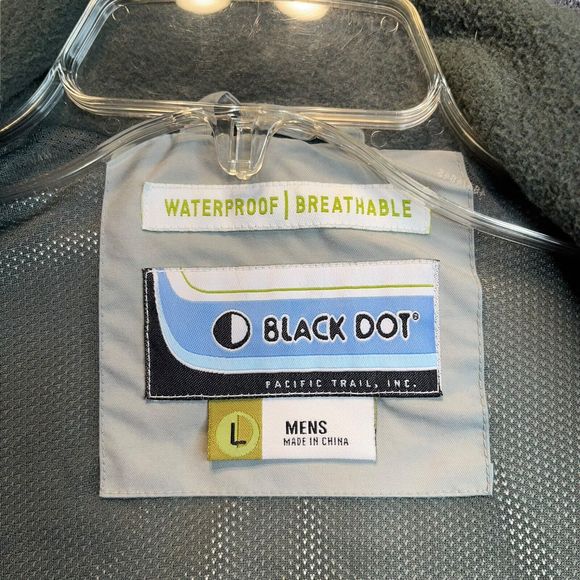 WATERPROOF | BREATHABLE
BLACK DOT®
PACIFIC TRAIL, INC.
L
MENS
MADE IN CHINA